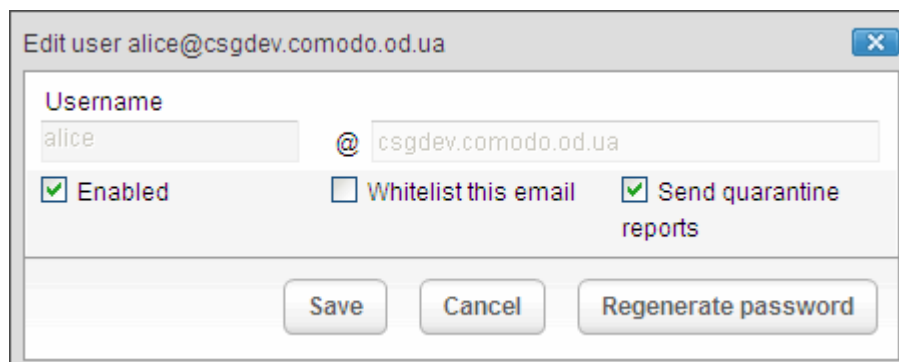 Edit user alice@csgdev.comodo.od.ua
Username
alice @ csgdev.comodo.od.ua
Enabled Whitelist this email Send quarantine
reports
Save Cancel Regenerate password